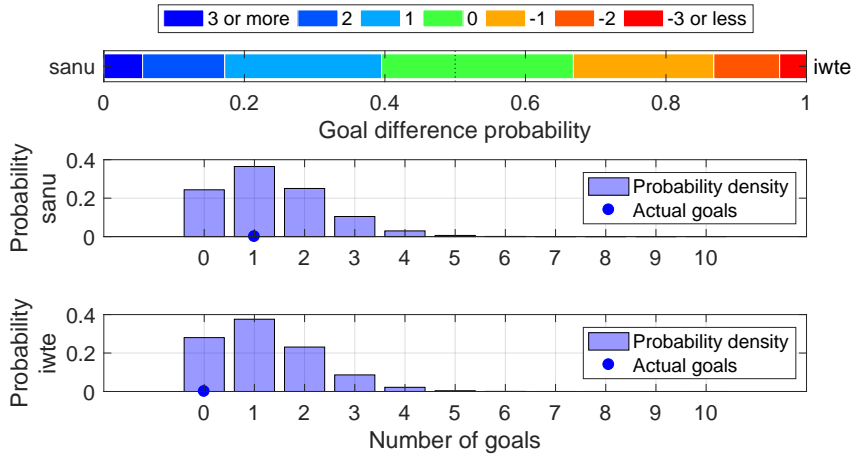 3 or more 2 1 0 -1 -2 -3 or less
sanu iwte
0 0.2 0.4 0.6 0.8 1
Goal difference probability
Probability
sanu
0.4
0.2
0
Probability density
Actual goals
0 1 2 3 4 5 6 7 8 9 10
Probability
iwte
0.4
0.2
0
Probability density
Actual goals
0 1 2 3 4 5 6 7 8 9 10
Number of goals